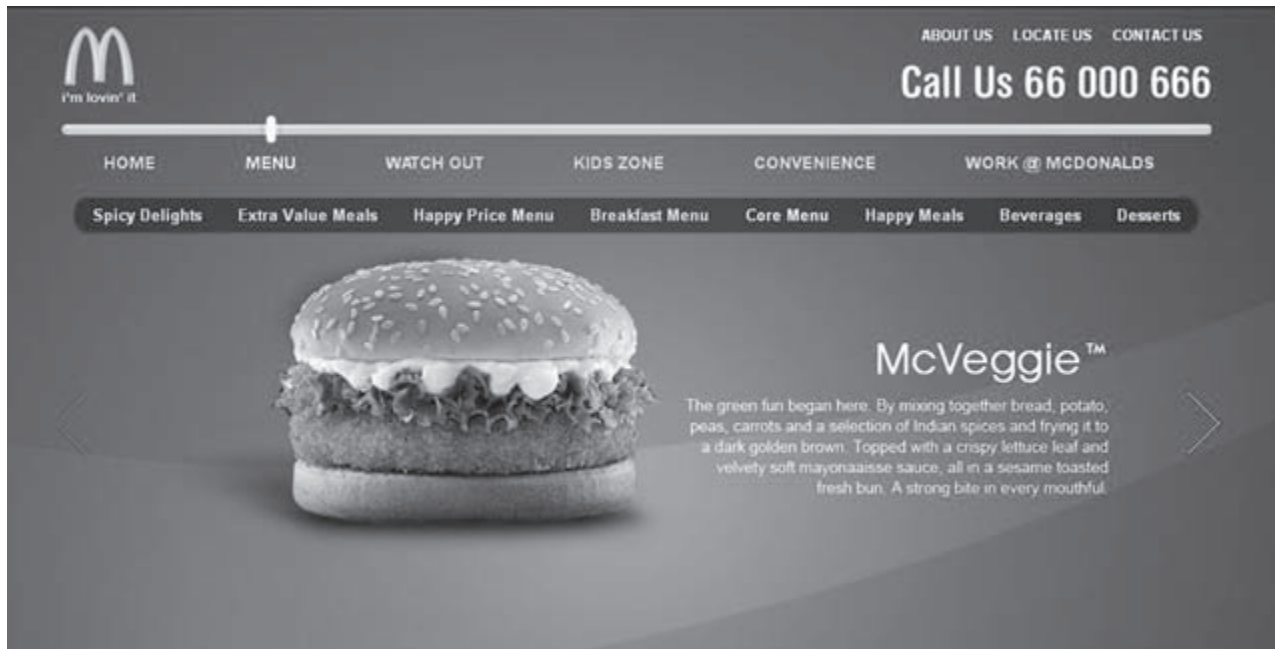 i'm lovin' it
ABOUT US LOCATE US CONTACT US
Call Us 66 000 666
HOME MENU WATCH OUT KIDS ZONE CONVENIENCE WORK @ MCDONALDS
Spicy Delights Extra Value Meals Happy Price Menu Breakfast Menu Core Menu Happy Meals Beverages Desserts
McVeggie™
The green fun began here. By mixing together bread, potato,
peas, carrots and a selection of Indian spices and frying it to
a dark golden brown. Topped with a crispy lettuce leaf and
velvety soft mayonaaisse sauce, all in a sesame toasted
fresh bun. A strong bite in every mouthful.